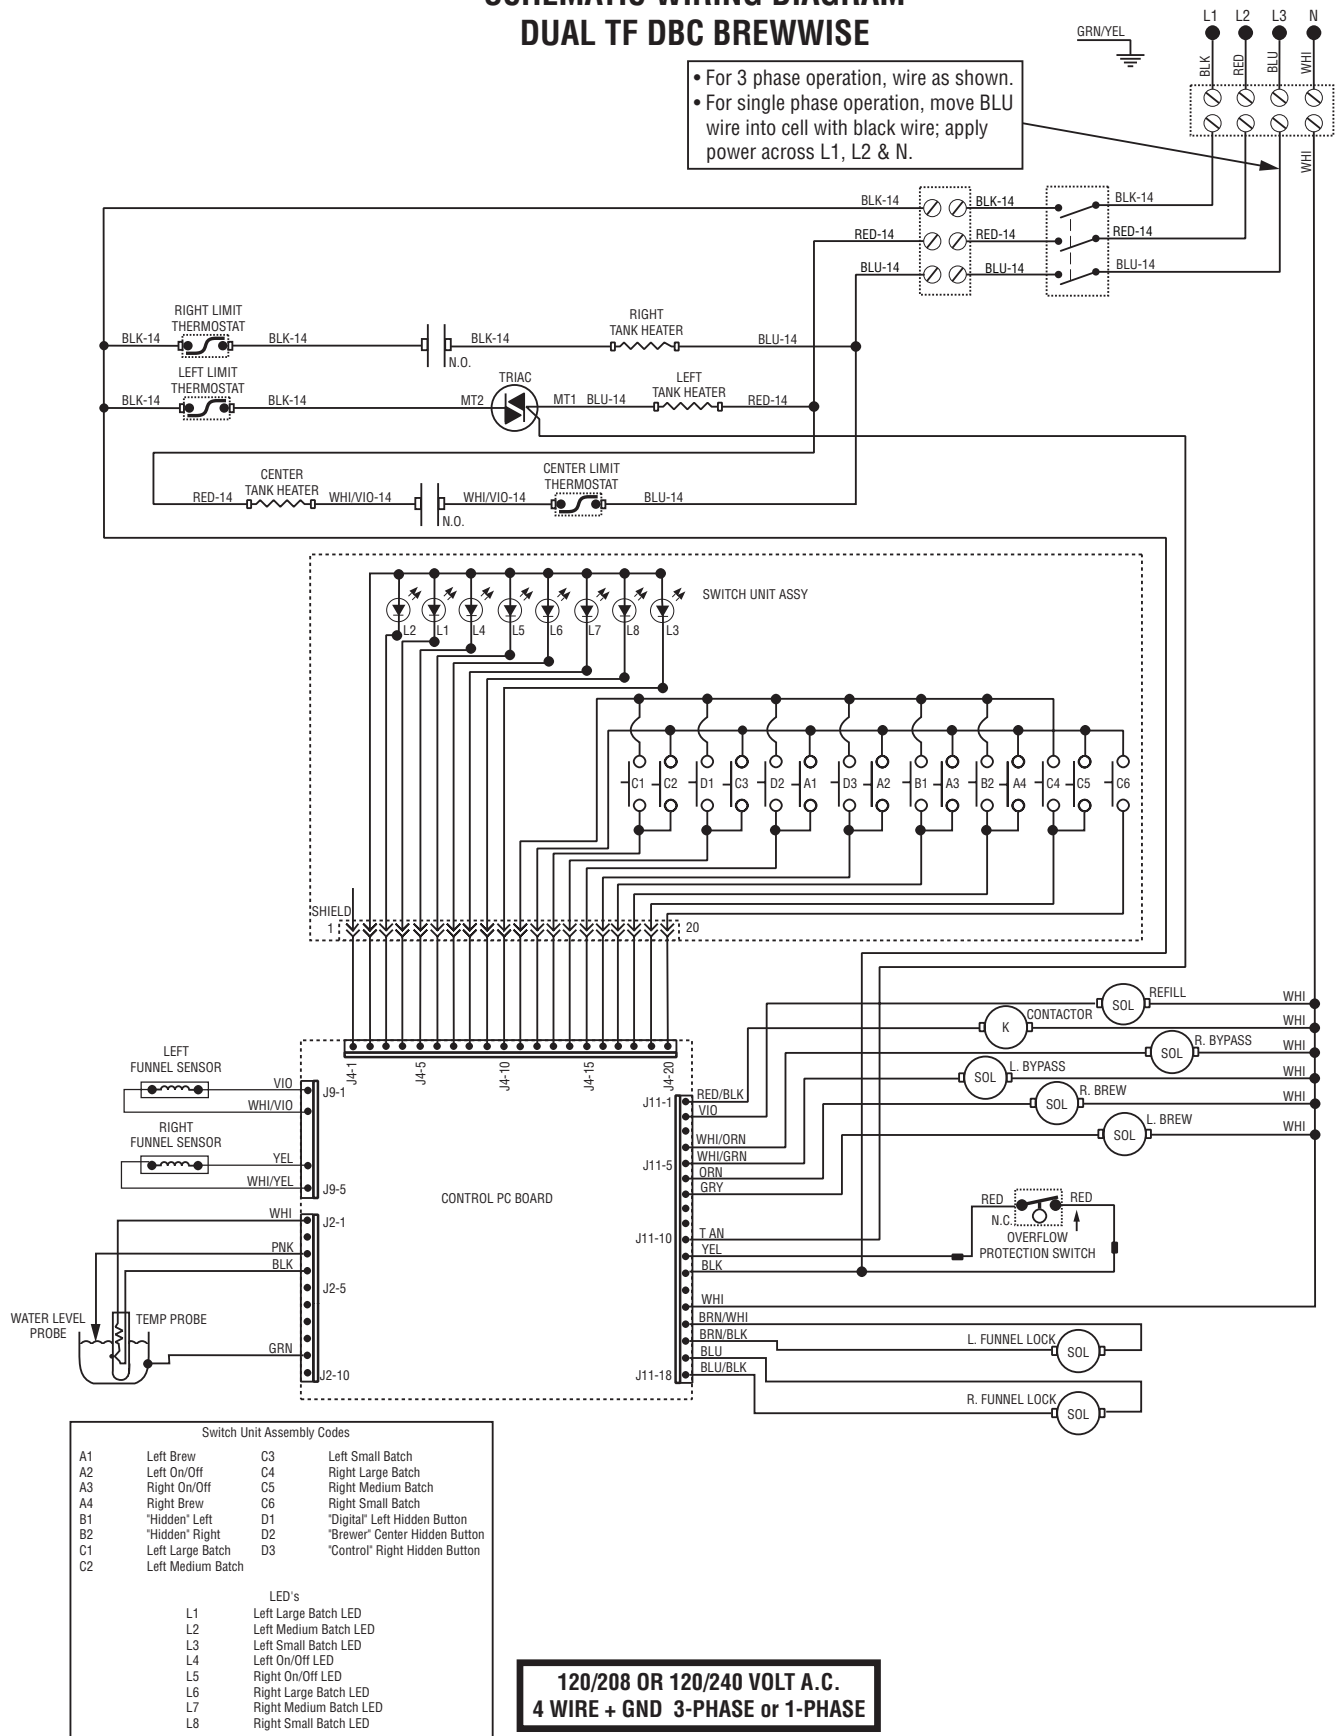 SCHEMATIC WIRING DIAGRAM
DUAL TF DBC BREWWISE
GRN/YEL
L1 L2 L3 N
BLK RED BLU WHI
• For 3 phase operation, wire as shown.
• For single phase operation, move BLU
wire into cell with black wire; apply
power across L1, L2 & N.
WHI
BLK-14 BLK-14 BLK-14
RED-14 RED-14 RED-14
BLU-14 BLU-14 BLU-14
RIGHT LIMIT
THERMOSTAT
RIGHT
TANK HEATER
BLK-14 BLK-14 BLK-14 BLU-14
N.O.
LEFT LIMIT
THERMOSTAT
TRIAC
LEFT
TANK HEATER
BLK-14 BLK-14 MT2 MT1 BLU-14 RED-14
CENTER
TANK HEATER
CENTER LIMIT
THERMOSTAT
RED-14 WHI/VIO-14 WHI/VIO-14 BLU-14
N.O.
SWITCH UNIT ASSY
L2 L1 L4 L5 L6 L7 L8 L3
C1 C2 D1 C3 D2 A1 D3 A2 B1 A3 B2 A4 C4 C5 C6
SHIELD
1 20
REFILL
SOL
WHI
CONTACTOR
K
WHI
R. BYPASS
SOL
WHI
L. BYPASS
SOL
WHI
R. BREW
SOL
WHI
L. BREW
SOL
WHI
J4-1 J4-5 J4-10 J4-15 J4-20
LEFT
FUNNEL SENSOR
VIO
J9-1
WHI/VIO
RIGHT
FUNNEL SENSOR
YEL
WHI/YEL
J9-5
J11-1
RED/BLK
VIO
WHI/ORN
J11-5
WHI/GRN
ORN
GRY
CONTROL PC BOARD
WHI
J2-1
PNK
BLK
J2-5
GRN
J2-10
WATER LEVEL
PROBE
TEMP PROBE
RED RED
N.C.
OVERFLOW
PROTECTION SWITCH
J11-10
T AN
YEL
BLK
WHI
BRN/WHI
BRN/BLK
BLU
J11-18
BLU/BLK
L. FUNNEL LOCK
SOL
R. FUNNEL LOCK
SOL
Switch Unit Assembly Codes
A1 Left Brew C3 Left Small Batch
A2 Left On/Off C4 Right Large Batch
A3 Right On/Off C5 Right Medium Batch
A4 Right Brew C6 Right Small Batch
B1 "Hidden" Left D1 "Digital" Left Hidden Button
B2 "Hidden" Right D2 "Brewer" Center Hidden Button
C1 Left Large Batch D3 "Control" Right Hidden Button
C2 Left Medium Batch
LED's
L1 Left Large Batch LED
L2 Left Medium Batch LED
L3 Left Small Batch LED
L4 Left On/Off LED
L5 Right On/Off LED
L6 Right Large Batch LED
L7 Right Medium Batch LED
L8 Right Small Batch LED
120/208 OR 120/240 VOLT A.C.
4 WIRE + GND 3-PHASE or 1-PHASE